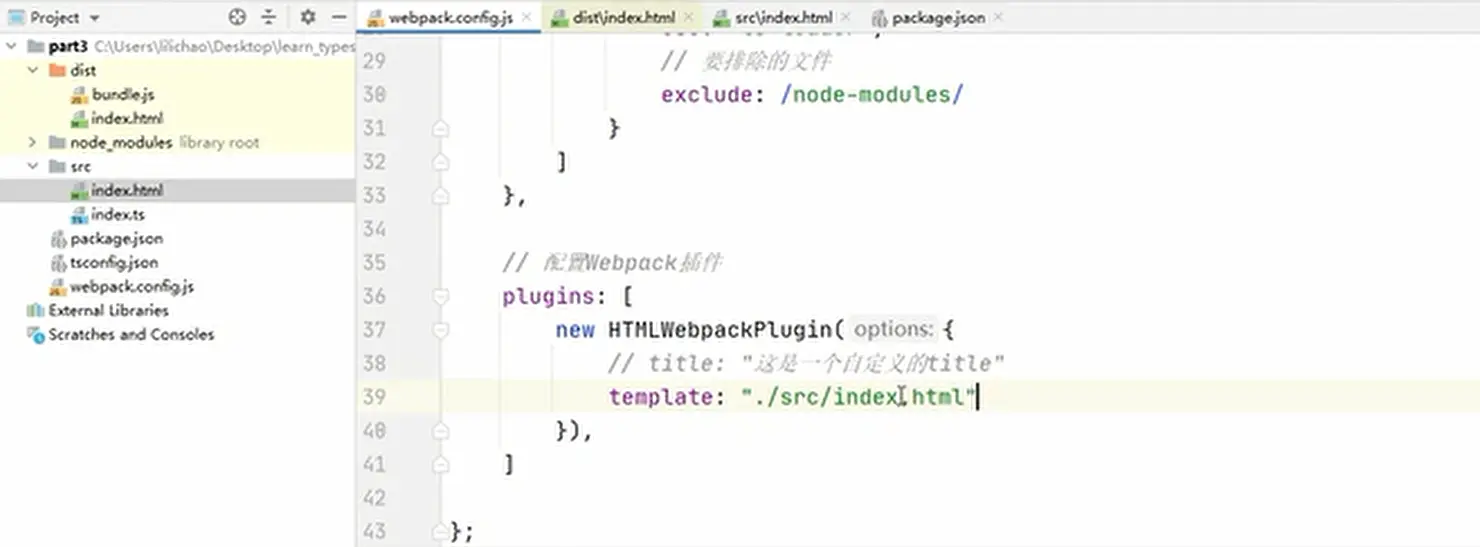 Project
webpack.config.js
dist\index.html
src\index.html
package.json
part3 C:\Users\lilichao\Desktop\learn_types
dist
bundle.js
index.html
node_modules library root
src
index.html
index.ts
package.json
tsconfig.json
webpack.config.js
External Libraries
Scratches and Consoles
29 // 要排除的文件
30 exclude: /node-modules/
31 }
32 ]
33 },
34
35 // 配置Webpack插件
36 plugins: [
37 new HTMLWebpackPlugin( options: {
38 // title: "这是一个自定义的title"
39 template: "./src/index.html"
40 }),
41 ]
42
43 };